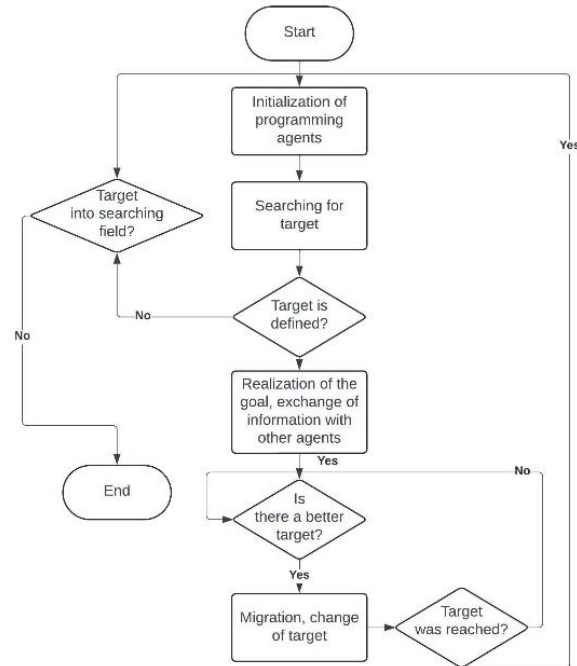 Start
Initialization of
programming
agents
Yes
Target
into searching
field?
Searching for
target
No
Target is
defined?
No
Realization of the
goal, exchange of
information with
other agents
Yes
No
End
Is
there a better
target?
Yes
Migration, change
of target
Target
was reached?